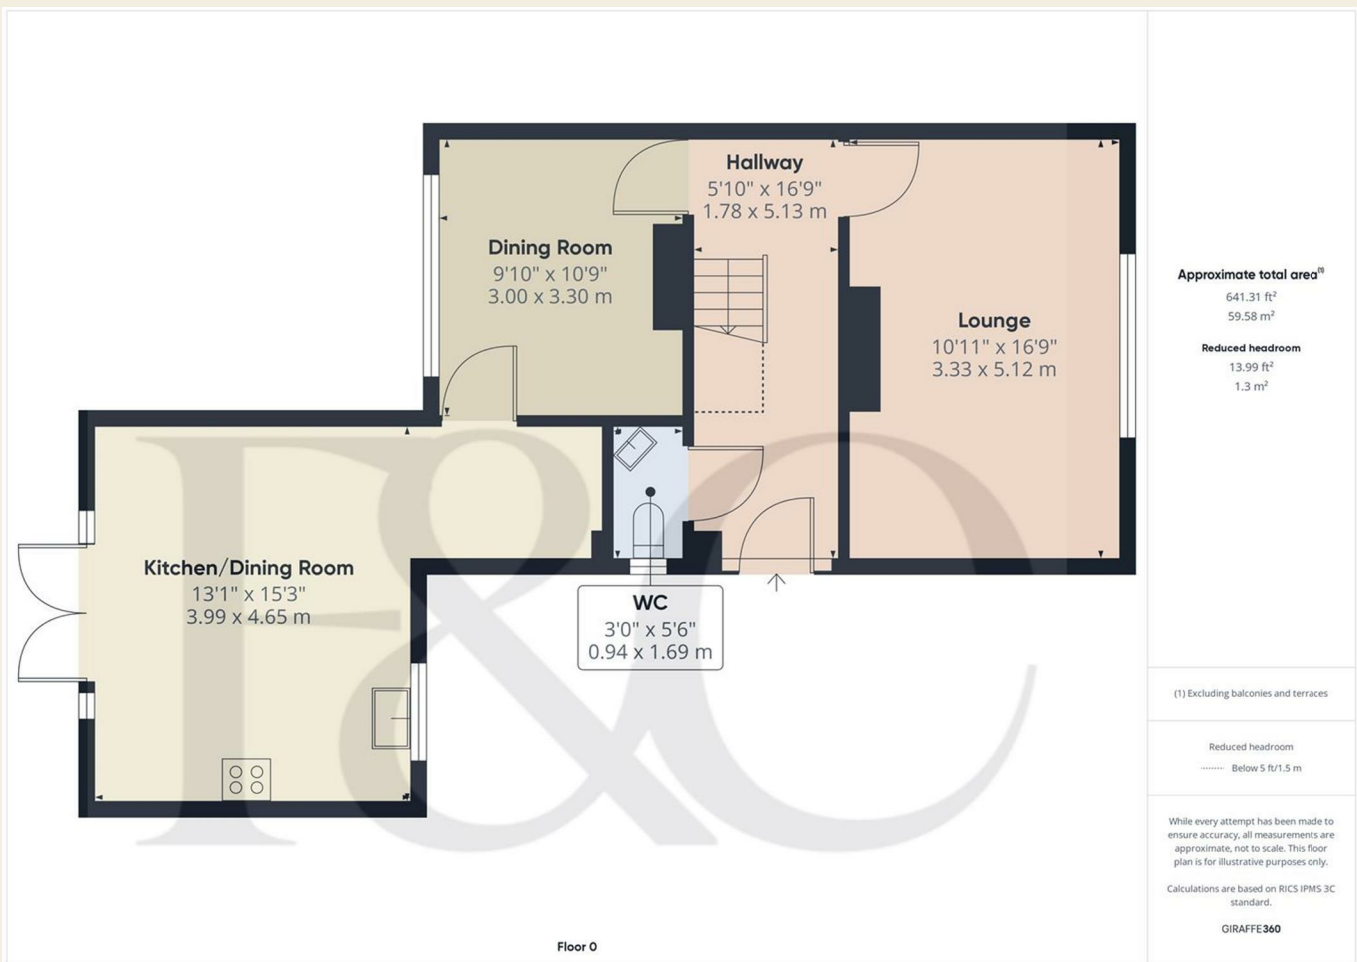 Hallway
5'10" x 16'9"
1.78 x 5.13 m
Dining Room
9'10" x 10'9"
3.00 x 3.30 m
Lounge
10'11" x 16'9"
3.33 x 5.12 m
Kitchen/Dining Room
13'1" x 15'3"
3.99 x 4.65 m
WC
3'0" x 5'6"
0.94 x 1.69 m
F&C
Floor 0
Approximate total area⁽¹⁾
641.31 ft²
59.58 m²
Reduced headroom
13.99 ft²
1.3 m²
(1) Excluding balconies and terraces
Reduced headroom
Below 5 ft/1.5 m
While every attempt has been made to
ensure accuracy, all measurements are
approximate, not to scale. This floor
plan is for illustrative purposes only.
Calculations are based on RICS IPMS 3C
standard.
GIRAFFE360